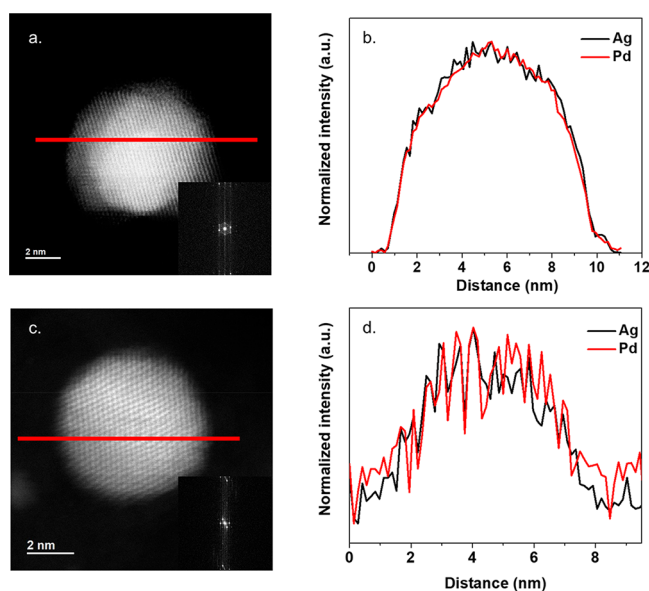 a.
2 nm
b.
Ag
Pd
Normalized intensity (a.u.)
0 2 4 6 8 10 12
Distance (nm)
c.
2 nm
d.
Ag
Pd
Normalized intensity (a.u.)
0 2 4 6 8
Distance (nm)